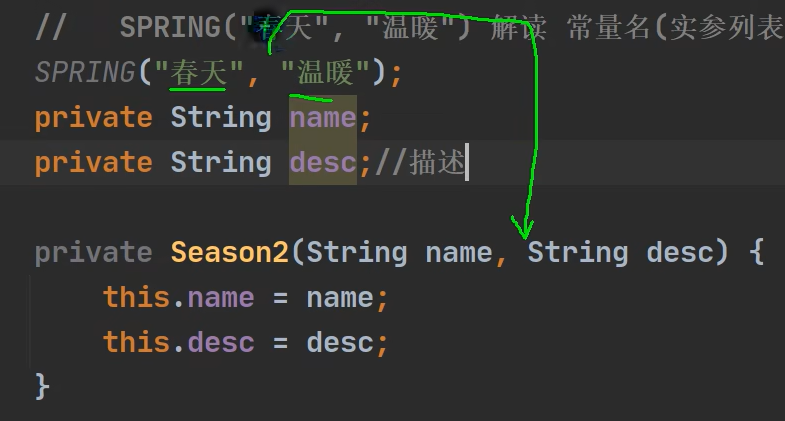 // SPRING("春天", "温暖") 解读 常量名(实参列表
SPRING("春天", "温暖");
private String name;
private String desc;//描述
private Season2(String name, String desc) {
this.name = name;
this.desc = desc;
}